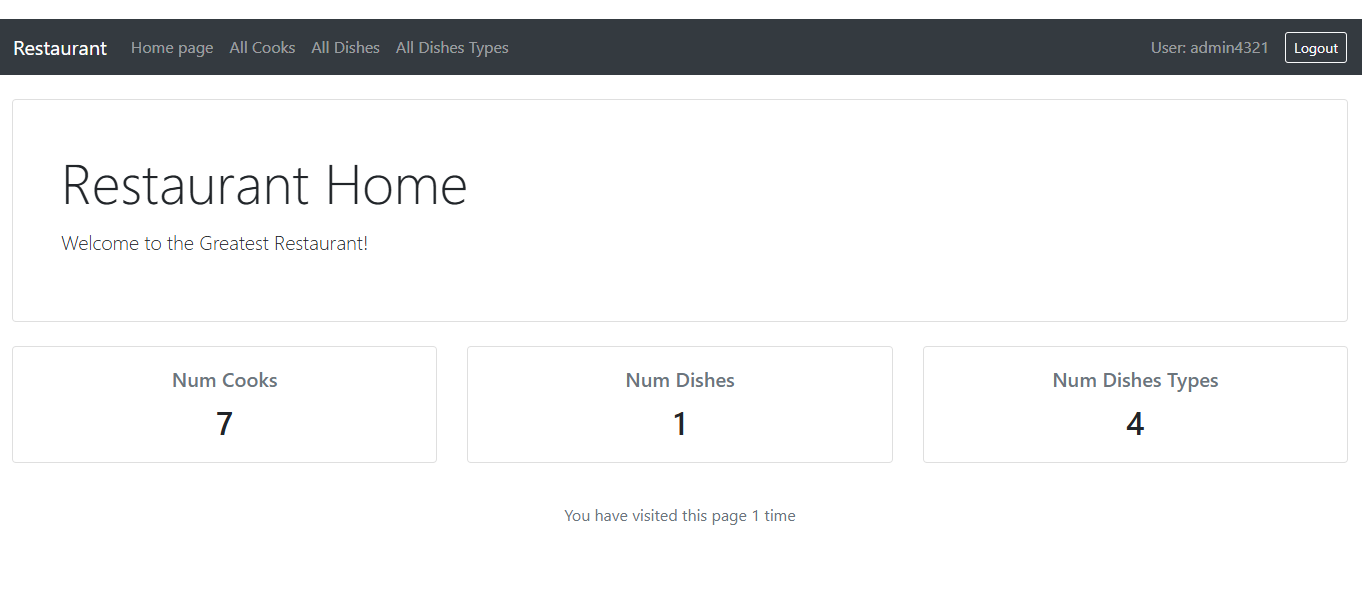 Restaurant Home page All Cooks All Dishes All Dishes Types User: admin4321 Logout
Restaurant Home
Welcome to the Greatest Restaurant!
Num Cooks Num Dishes Num Dishes Types
7 1 4
You have visited this page 1 time